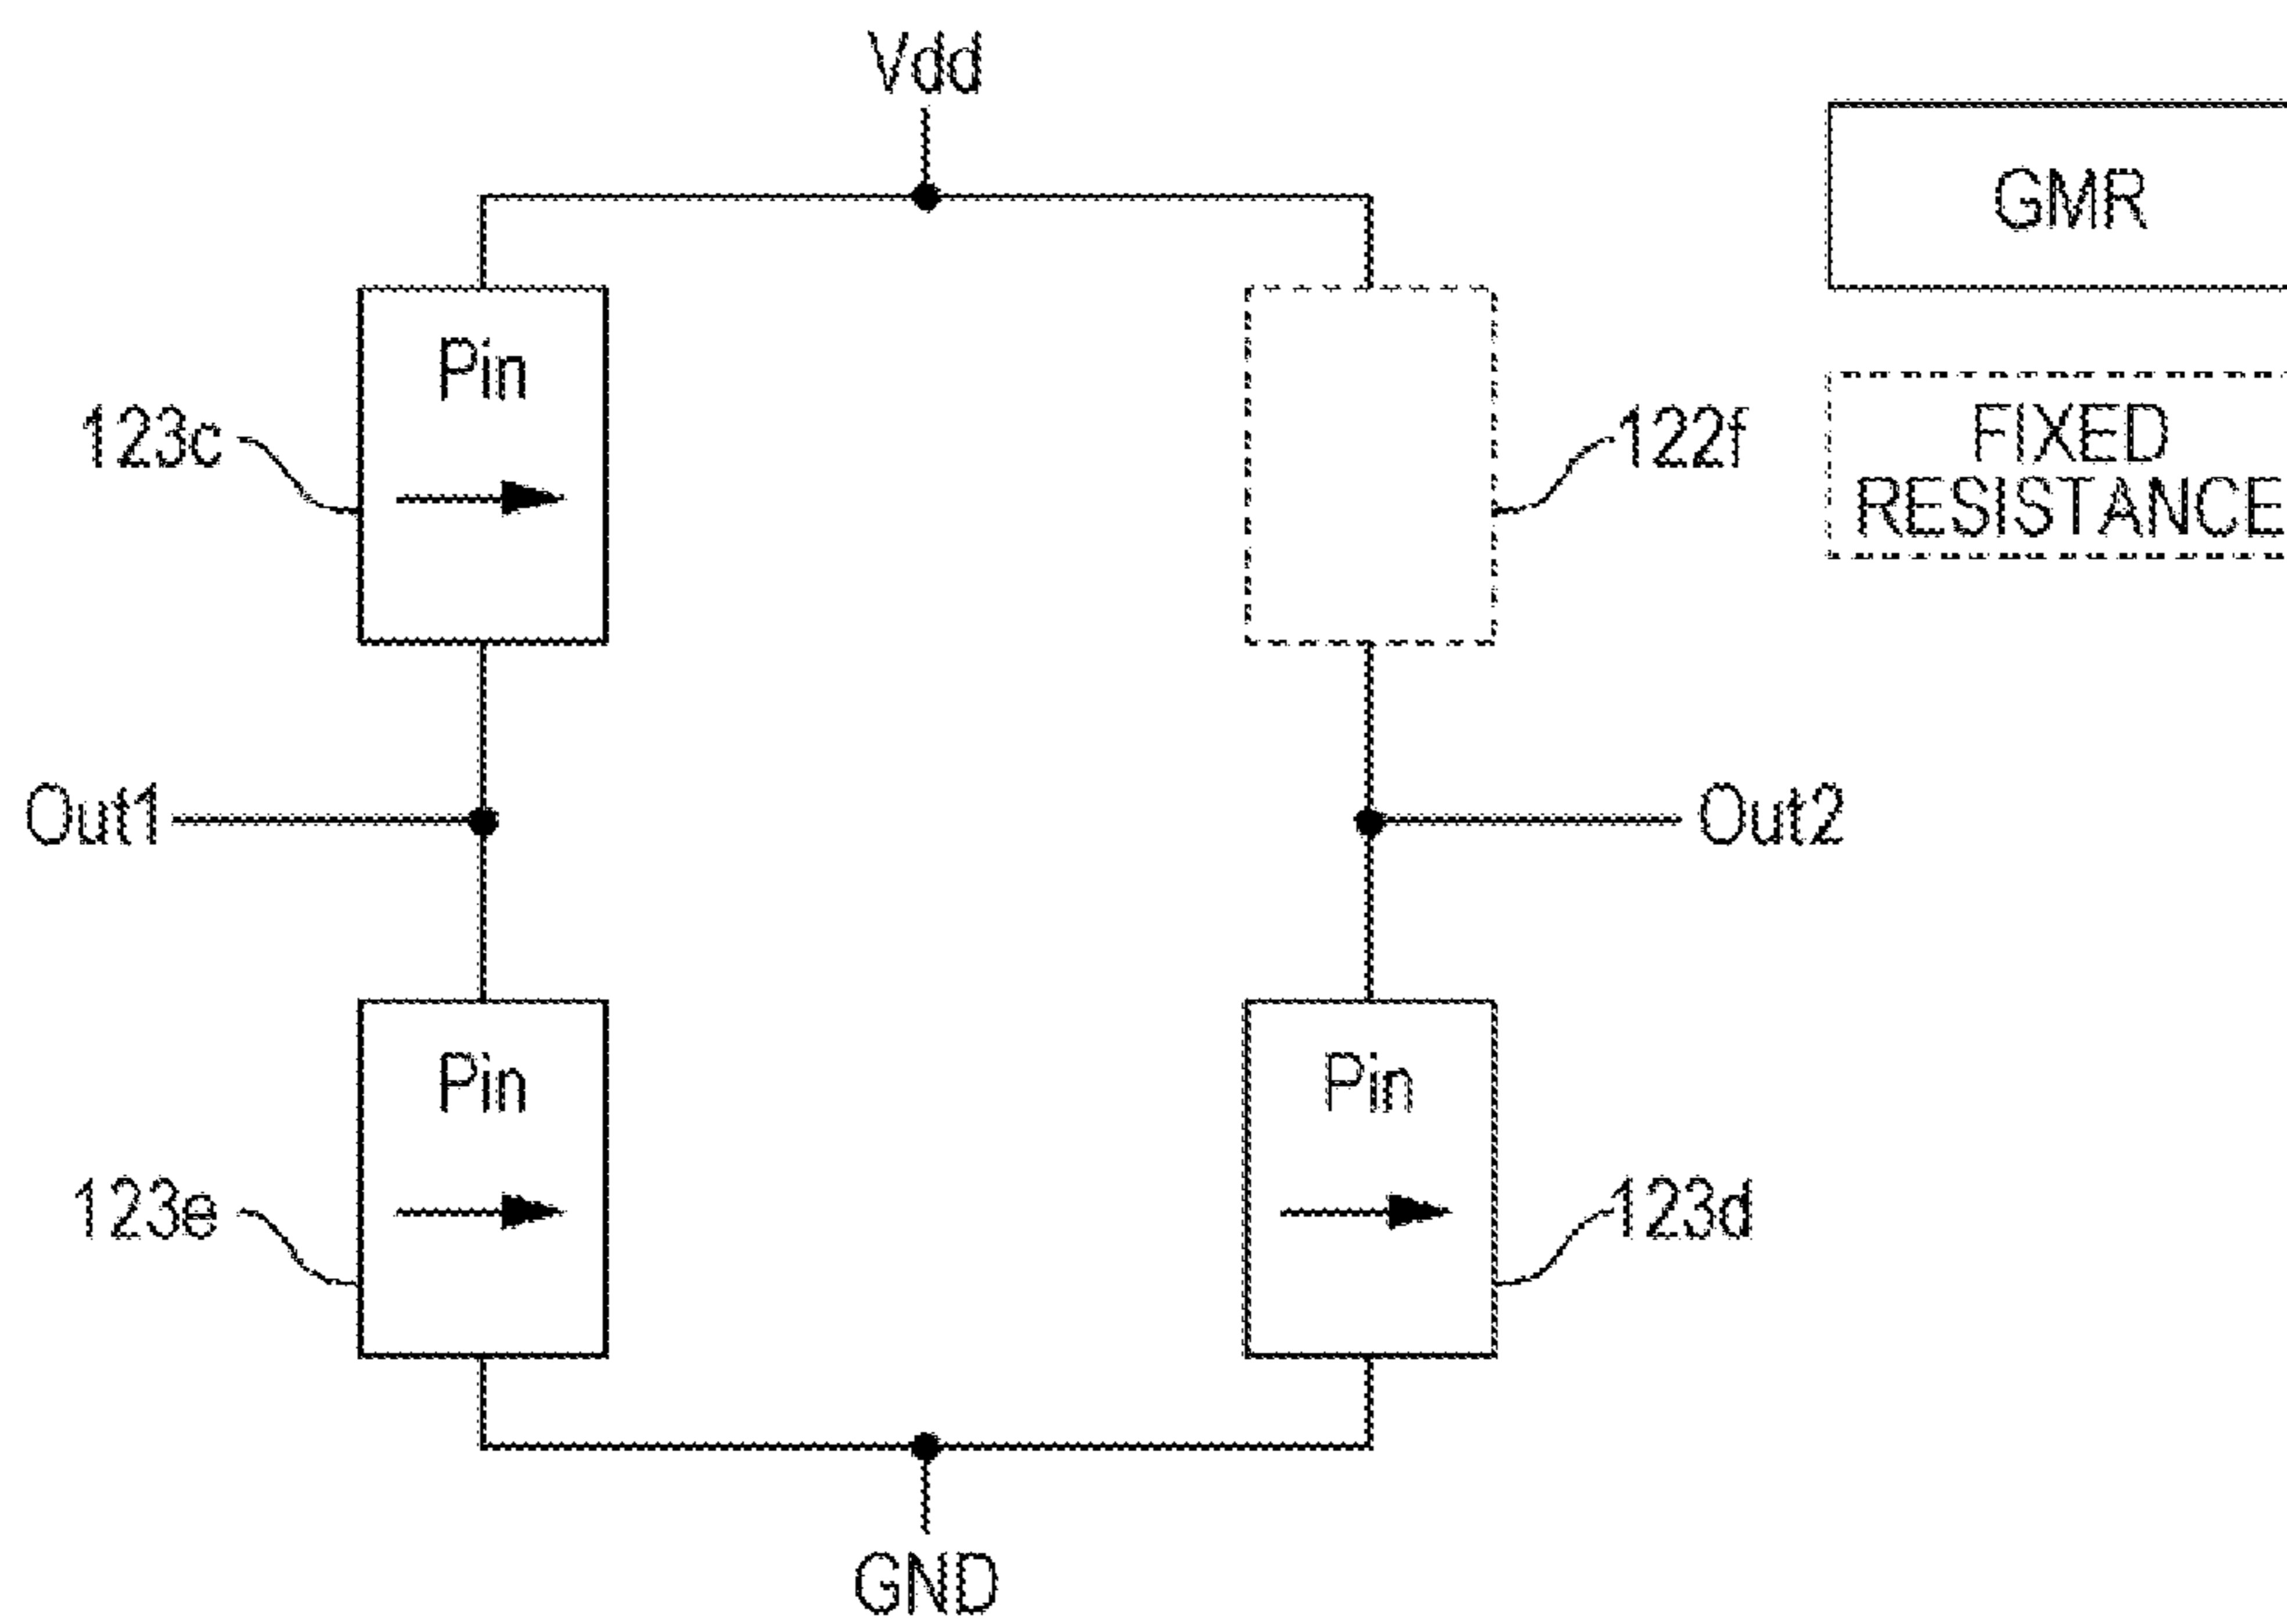 Vdd
GMR
Pin
123c
122f
FIXED
RESISTANCE
Out1
Out2
Pin
Pin
123e
123d
GND